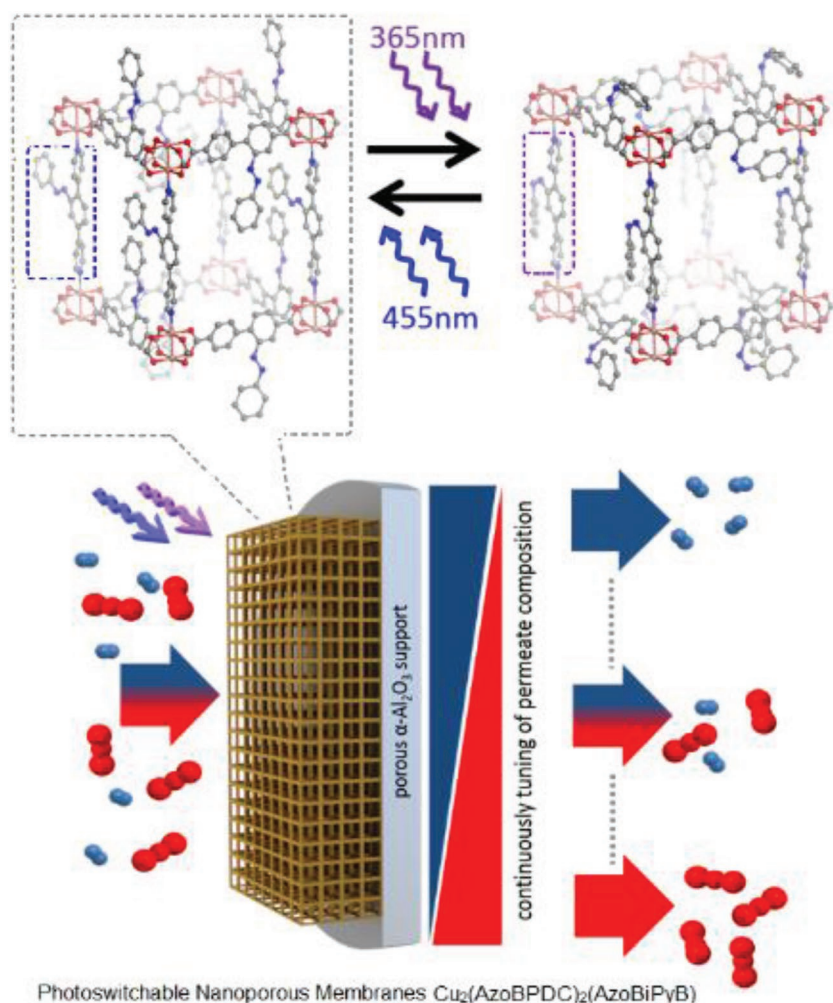 365nm
455nm
porous α-Al₂O₃ support
continuously tuning of permeate composition
Photoswitchable Nanoporous Membranes Cu₂(AzoBPDC)₂(AzoBiPyB)